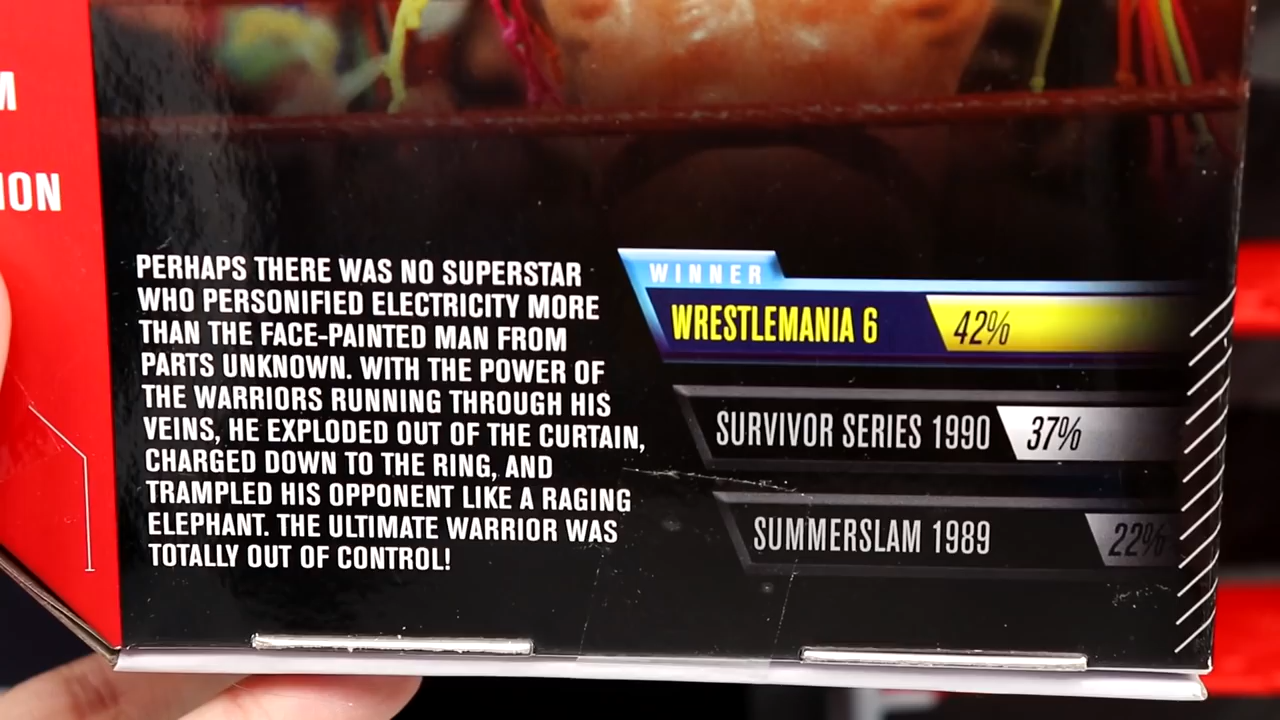 M
ION
PERHAPS THERE WAS NO SUPERSTAR
WHO PERSONIFIED ELECTRICITY MORE
THAN THE FACE-PAINTED MAN FROM
PARTS UNKNOWN. WITH THE POWER OF
THE WARRIORS RUNNING THROUGH HIS
VEINS, HE EXPLODED OUT OF THE CURTAIN,
CHARGED DOWN TO THE RING, AND
TRAMPLED HIS OPPONENT LIKE A RAGING
ELEPHANT. THE ULTIMATE WARRIOR WAS
TOTALLY OUT OF CONTROL!
WINNER
WRESTLEMANIA 6 42%
SURVIVOR SERIES 1990 37%
SUMMERSLAM 1989 22%